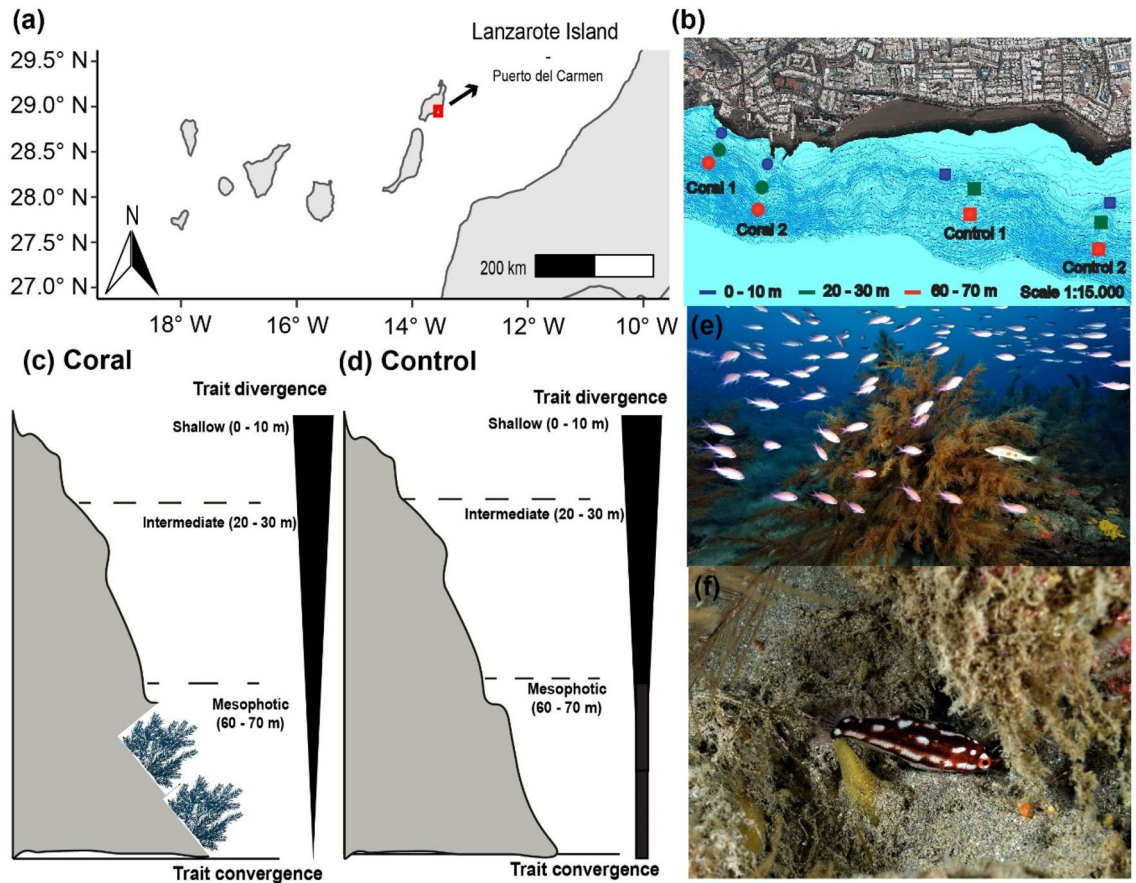 (a)
Lanzarote Island
-
Puerto del Carmen
29.5° N
29.0° N
28.5° N
28.0° N
27.5° N
27.0° N
N
200 km
18° W
16° W
14° W
12° W
10° W
(b)
Coral 1
Coral 2
Control 1
Control 2
0 - 10 m
20 - 30 m
60 - 70 m
Scale 1:15.000
(c) Coral
Trait divergence
Shallow (0 - 10 m)
Intermediate (20 - 30 m)
Mesophotic
(60 - 70 m)
Trait convergence
(d) Control
Trait divergence
Shallow (0 - 10 m)
Intermediate (20 - 30 m)
Mesophotic
(60 - 70 m)
Trait convergence
(e)
(f)